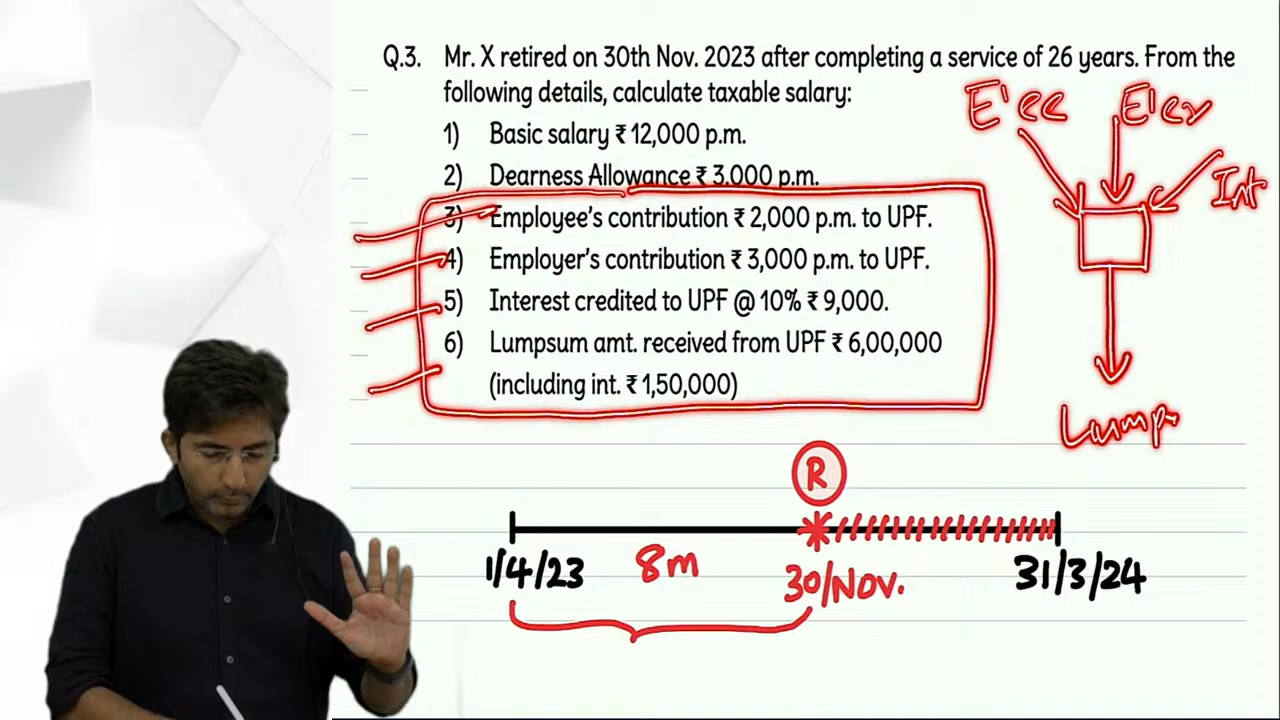 Q.3. Mr. X retired on 30th Nov. 2023 after completing a service of 26 years. From the
following details, calculate taxable salary:
1) Basic salary ₹ 12,000 p.m.
2) Dearness Allowance ₹ 3.000 p.m.
3) Employee's contribution ₹ 2,000 p.m. to UPF.
4) Employer's contribution ₹ 3,000 p.m. to UPF.
5) Interest credited to UPF @ 10% ₹ 9,000.
6) Lumpsum amt. received from UPF ₹ 6,00,000
(including int. ₹ 1,50,000)
E'ee E'er
Int
Lump.
R
1/4/23 8m 30/NOV. 31/3/24